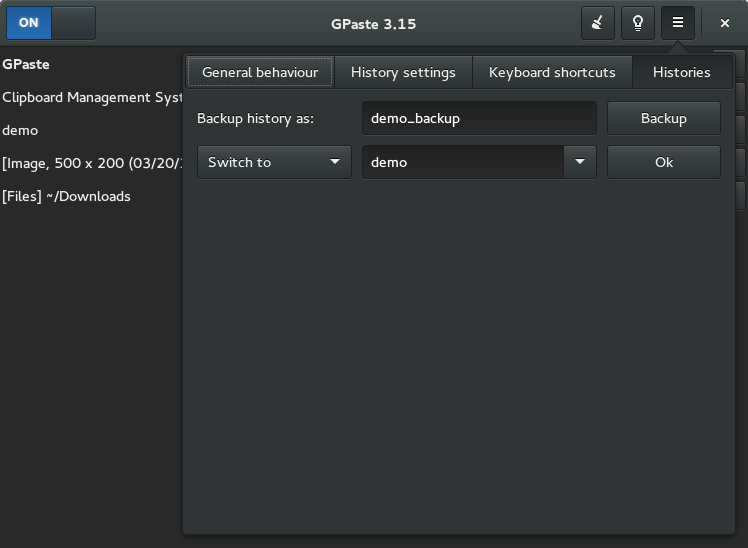 ON
GPaste 3.15
GPaste
Clipboard Management Syst
demo
[Image, 500 x 200 (03/20/
[Files] ~/Downloads
General behaviour
History settings
Keyboard shortcuts
Histories
Backup history as:
demo_backup
Backup
Switch to
demo
Ok